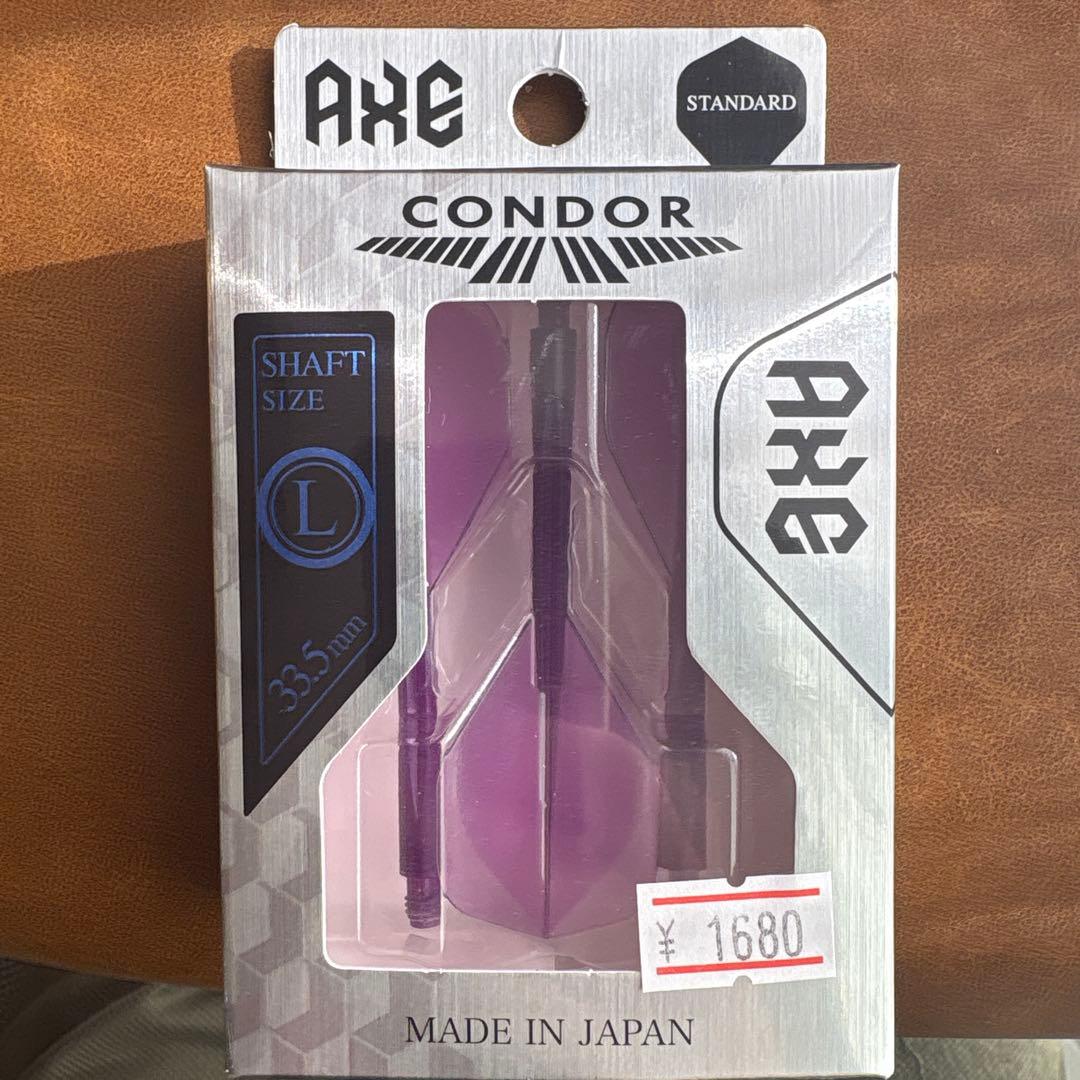 AXE
STANDARD
CONDOR
SHAFT
SIZE
L
33.5mm
AXE
¥ 1680
MADE IN JAPAN